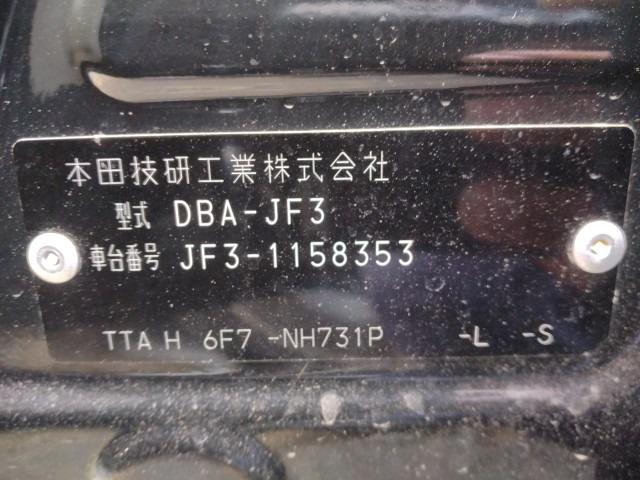 本田技研工業株式会社
型式 DBA-JF3
車台番号 JF3-1158353
TTA H 6F7 -NH731P -L -S